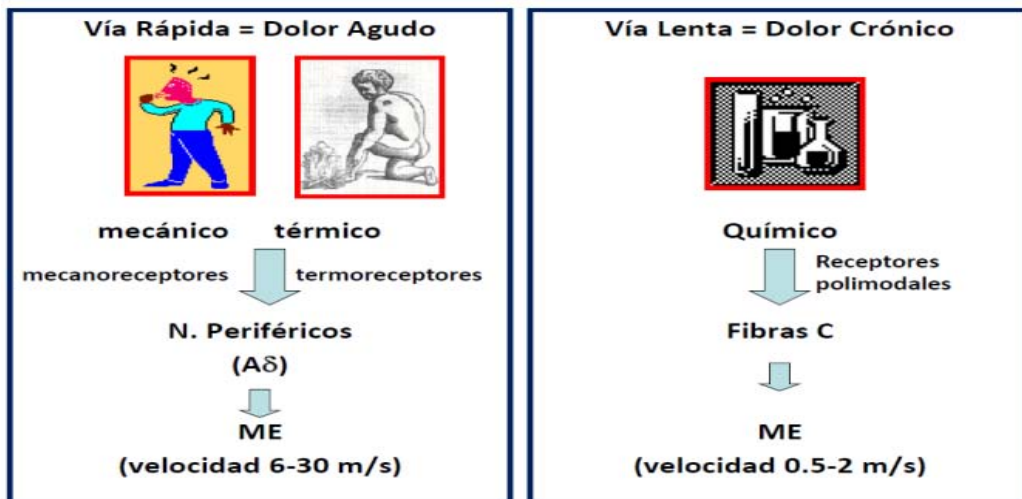 Vía Rápida = Dolor Agudo
mecánico térmico
mecanoreceptores termoreceptores
N. Periféricos
(Aδ)
ME
(velocidad 6-30 m/s)
Vía Lenta = Dolor Crónico
Químico
Receptores
polimodales
Fibras C
ME
(velocidad 0.5-2 m/s)